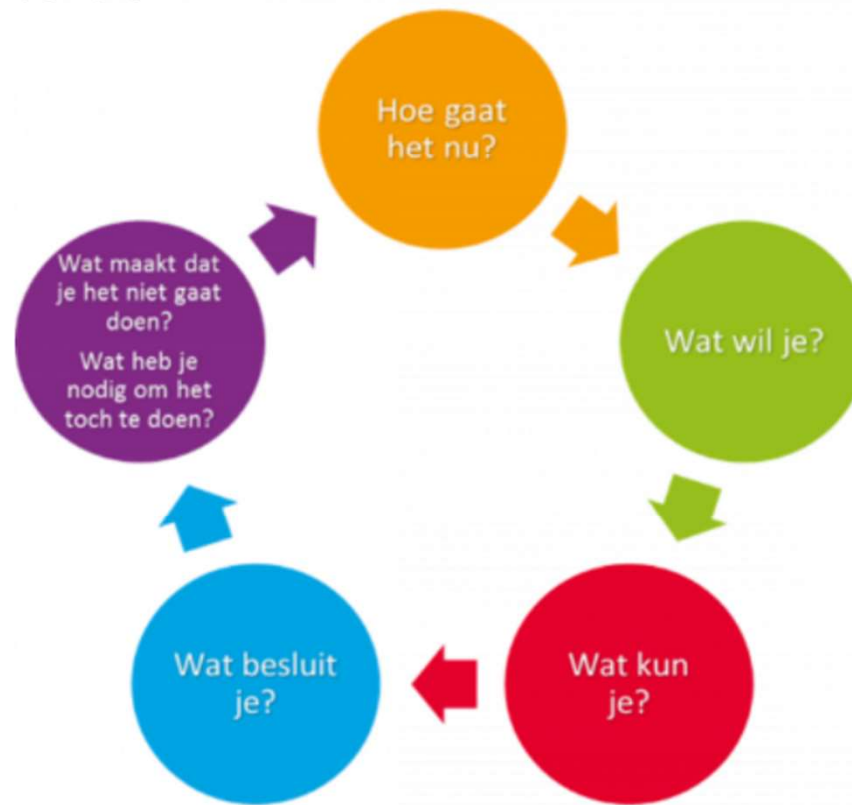 Hoe gaat
het nu?
Wat wil je?
Wat kun
je?
Wat besluit
je?
Wat maakt dat
je het niet gaat
doen?
Wat heb je
nodig om het
toch te doen?